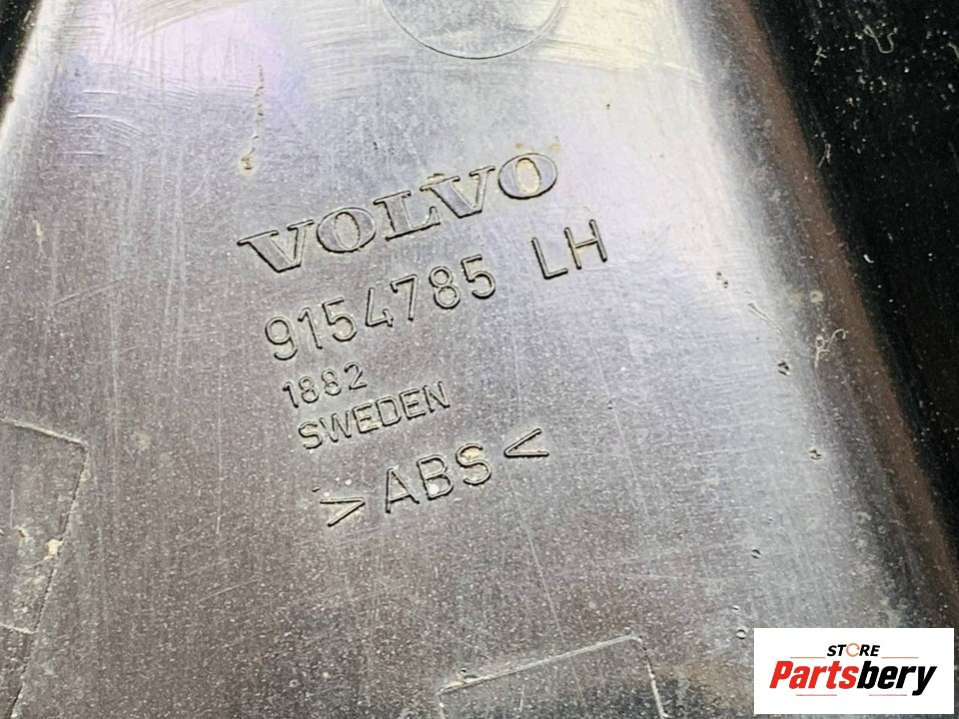 VOLVO
9154785 LH
1882
SWEDEN
>ABS<
STORE
Partsbery